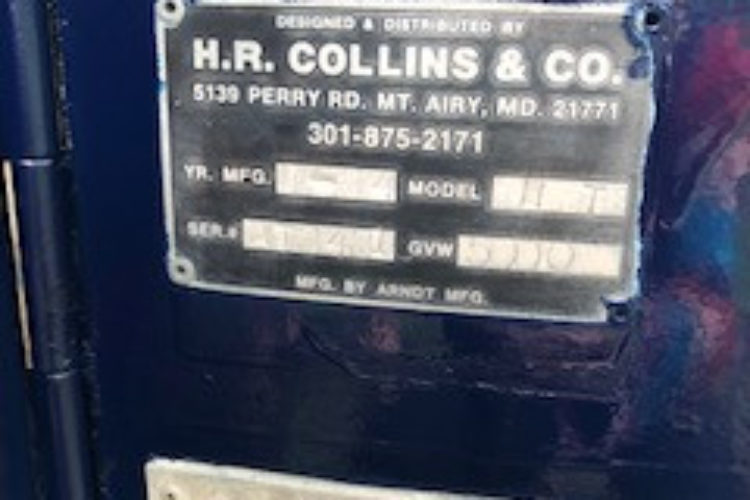 DESIGNED & DISTRIBUTED BY
H.R. COLLINS & CO.
5139 PERRY RD. MT. AIRY, MD. 21771
301-875-2171
YR. MFG. MODEL
SER.# GVW
MFG. BY ARNDT MFG.